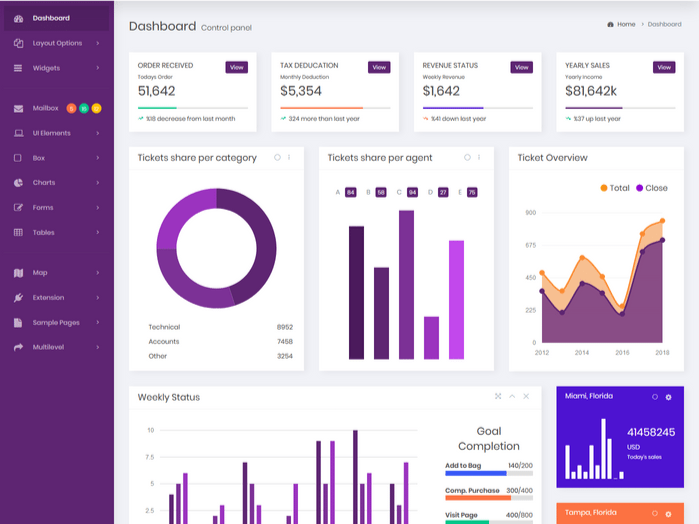 Dashboard
Layout Options
Widgets
Mailbox
UI Elements
Box
Charts
Forms
Tables
Map
Extension
Sample Pages
Multilevel
Dashboard Control panel
Home > Dashboard
ORDER RECEIVED View
Todays Order
51,642
%18 decrease from last month
TAX DEDUCATION View
Monthly Deduction
$5,354
324 more than last year
REVENUE STATUS View
Weekly Revenue
$1,642
%41 down last year
YEARLY SALES View
Yearly Income
$81,642k
%37 up last year
Tickets share per category
Technical 8952
Accounts 7458
Other 3254
Tickets share per agent
A 84 B 58 C 94 D 27 E 75
Ticket Overview
Total Close
900
675
450
225
0
2012 2014 2016 2018
Weekly Status
10
7.5
5
2.5
Goal
Completion
Add to Bag 140/200
Comp. Purchase 300/400
Visit Page 400/800
Miami, Florida
41458245
USD
Today's sales
Tampa, Florida